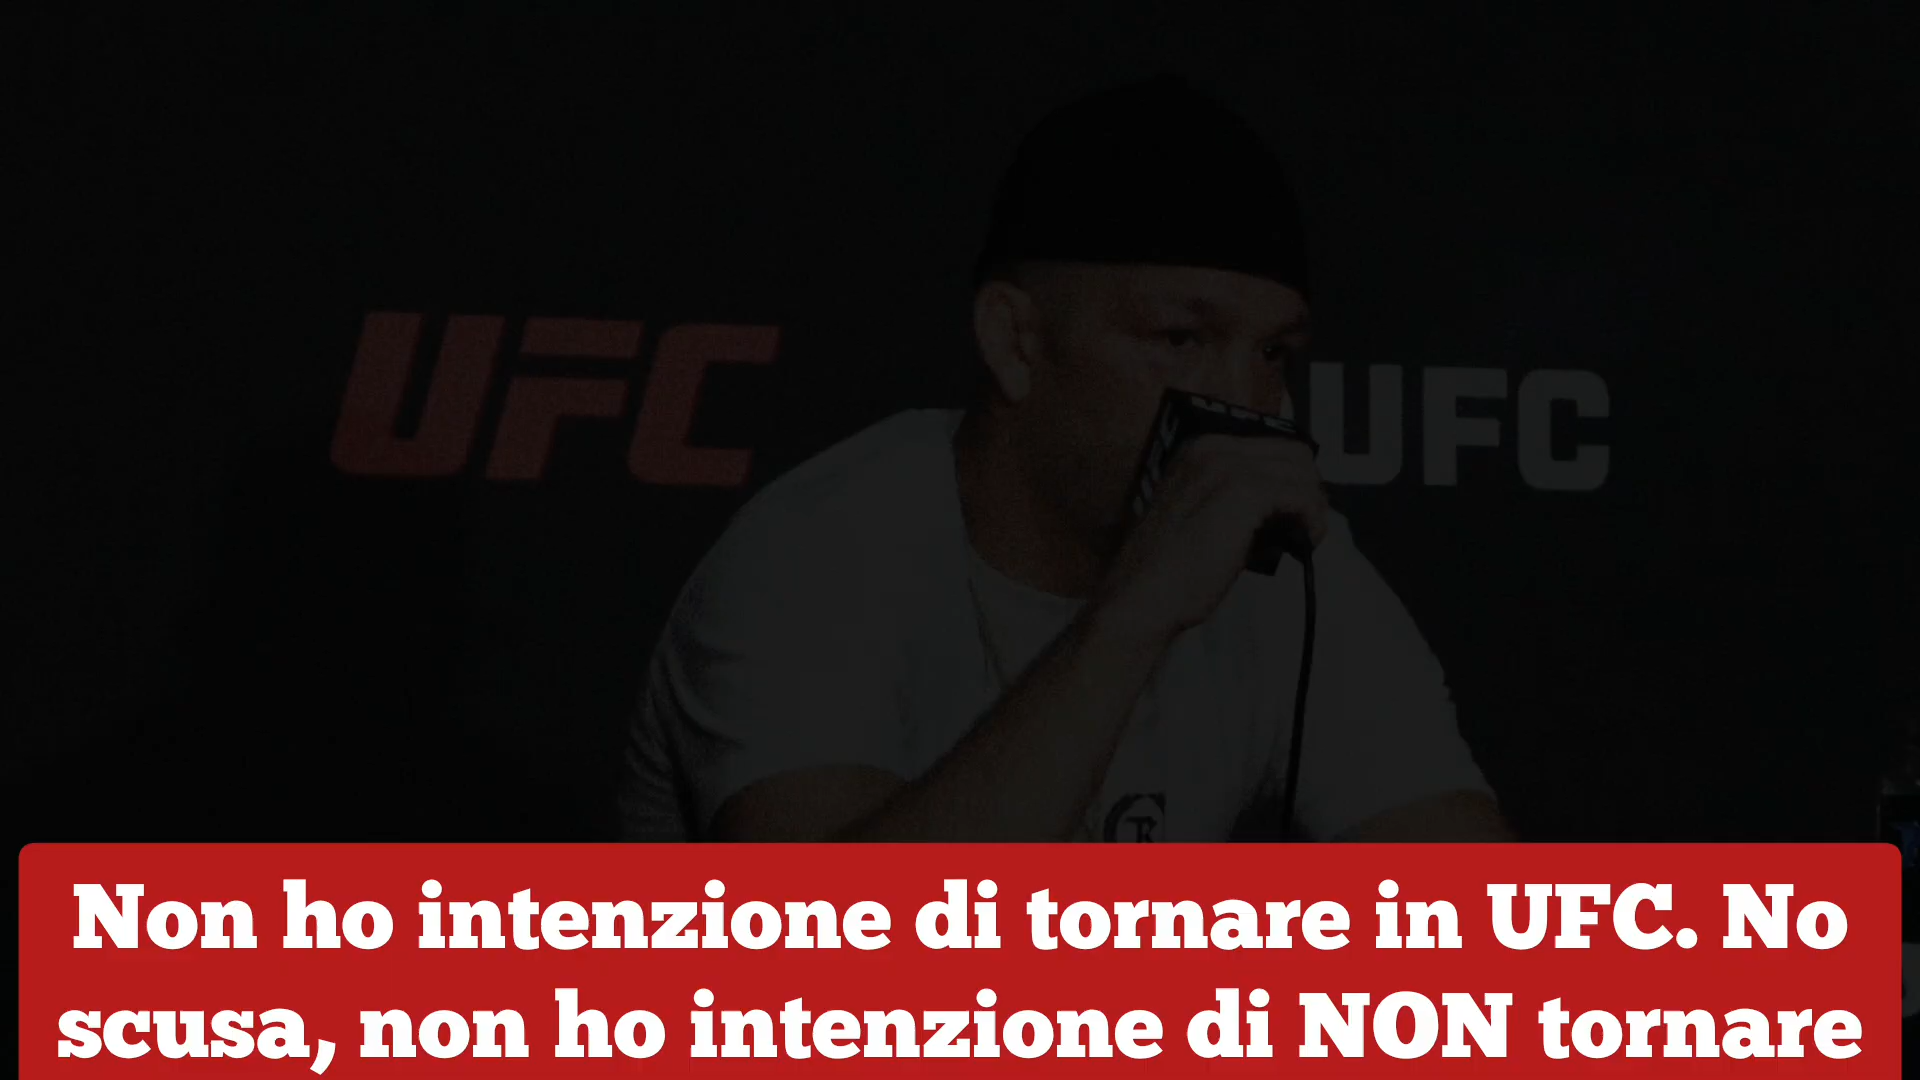 UFC
UFC
Non ho intenzione di tornare in UFC. No
scusa, non ho intenzione di NON tornare